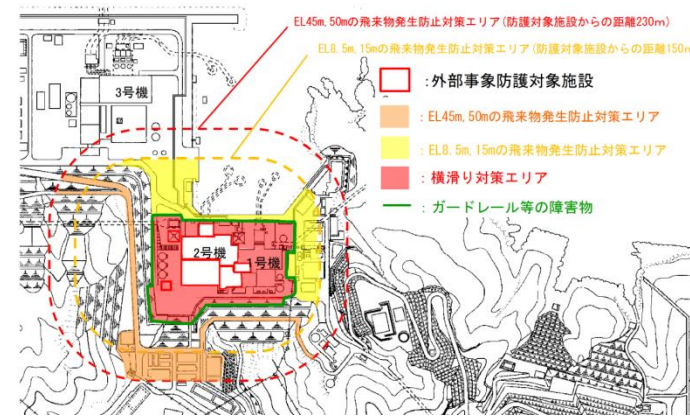 EL45m,50mの飛来物発生防止対策エリア(防護対象施設からの距離230m)
EL8.5m,15mの飛来物発生防止対策エリア(防護対象施設からの距離150m
:外部事象防護対象施設
:EL45m,50mの飛来物発生防止対策エリア
:EL8.5m,15mの飛来物発生防止対策エリア
:横滑り対策エリア
:ガードレール等の障害物
3号機
2号機
1号機